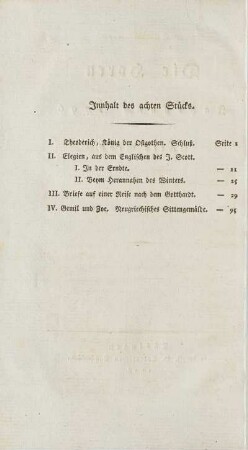 Innhalt des achten Stücks.
I. Theoderich, König der Ostgothen. Schluß. Seite 1
II. Elegien, aus dem Englischen des J. Scott.
I. In der Erndte. — 21
II. Beym Herannahen des Winters. — 25
III. Briefe auf einer Reise nach dem Gotthardt. — 29
IV. Gemil und Zoe. Neugriechisches Sittengemälde. — 95